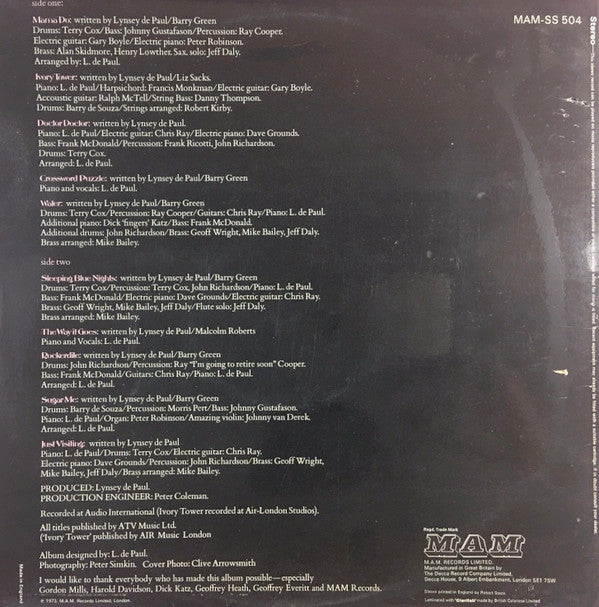 side one:
MAM-SS 504
Mama Do: written by Lynsey de Paul/Barry Green
Drums: Terry Cox/Bass: Johnny Gustafason/Percussion: Ray Cooper.
Electric guitar: Gary Boyle/Electric piano: Peter Robinson.
Brass: Alan Skidmore, Henry Lowther. Sax. solo: Jeff Daly.
Arranged by: L. de Paul.
Ivory Tower: written by Lynsey de Paul/Liz Sacks.
Piano: L. de Paul/Harpsichord: Francis Monkman/Electric guitar: Gary Boyle.
Accoustic guitar: Ralph McTell/String Bass: Danny Thompson.
Drums: Barry de Souza/Strings arranged: Robert Kirby.
Doctor Doctor: written by Lynsey de Paul.
Piano: L. de Paul/Electric guitar: Chris Ray/Electric piano: Dave Grounds.
Bass: Frank McDonald/Percussion: Frank Ricotti, John Richardson.
Drums: Terry Cox.
Arranged: L. de Paul.
Crossword Puzzle: written by Lynsey de Paul/Barry Green
Piano and vocals: L. de Paul.
Water: written by Lynsey de Paul/Barry Green
Drums: Terry Cox/Percussion: Ray Cooper/Guitars: Chris Ray/Piano: L. de Paul.
Additional piano: Dick 'fingers' Katz/Bass: Frank McDonald.
Additional drums: John Richardson/Brass: Geoff Wright, Mike Bailey, Jeff Daly.
Brass arranged: Mike Bailey.
side two
Sleeping Blue Nights: written by Lynsey de Paul/Barry Green
Drums: Terry Cox/Percussion: Terry Cox, John Richardson/Piano: L. de Paul.
Bass: Frank McDonald/Electric piano: Dave Grounds/Electric guitar: Chris Ray.
Brass: Geoff Wright, Mike Bailey, Jeff Daly/Flute solo: Jeff Daly.
Brass arranged: Mike Bailey.
The Way it Goes: written by Lynsey de Paul/Malcolm Roberts
Piano and Vocals: L. de Paul.
Rockerdile: written by Lynsey de Paul/Barry Green
Drums: John Richardson/Percussion: Ray "I'm going to retire soon" Cooper.
Bass: Frank McDonald/Guitars: Chris Ray/Piano: L. de Paul.
Arranged: L. de Paul.
Sugar Me: written by Lynsey de Paul/Barry Green
Drums: Barry de Souza/Percussion: Morris Pert/Bass: Johnny Gustafason.
Piano: L. de Paul/Organ: Peter Robinson/Amazing violin: Johnny van Derek.
Arranged: L. de Paul.
Just Visiting: written by Lynsey de Paul
Piano: L. de Paul/Drums: Terry Cox/Electric guitar: Chris Ray.
Electric piano: Dave Grounds/Percussion: John Richardson/Brass: Geoff Wright,
Mike Bailey, Jeff Daly/Brass arranged: Mike Bailey.
PRODUCED: Lynsey de Paul.
PRODUCTION ENGINEER: Peter Coleman.
Recorded at Audio International (Ivory Tower recorded at Air-London Studios).
All titles published by ATV Music Ltd.
('Ivory Tower' published by AIR Music London
Album designed by: L. de Paul.
Photography: Peter Simkin. Cover Photo: Clive Arrowsmith
I would like to thank everybody who has made this album possible—especially
Gordon Mills, Harold Davidson, Dick Katz, Geoffrey Heath, Geoffrey Everitt and MAM Records.
℗ 1973. M.A.M. Records Limited, London.
Made in England
Regd. Trade Mark
MAM
M.A.M. RECORDS LIMITED.
Manufactured in Great Britain by
The Decca Record Company Limited,
Decca House, 9 Albert Embankment, London SE1 7SW
Laminated with 'Clarifoil' made by British Celanese Limited
Stereo